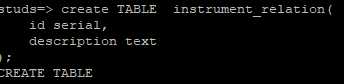 studs=> create TABLE  instrument_relation(
    id serial,
    description text
);
CREATE TABLE